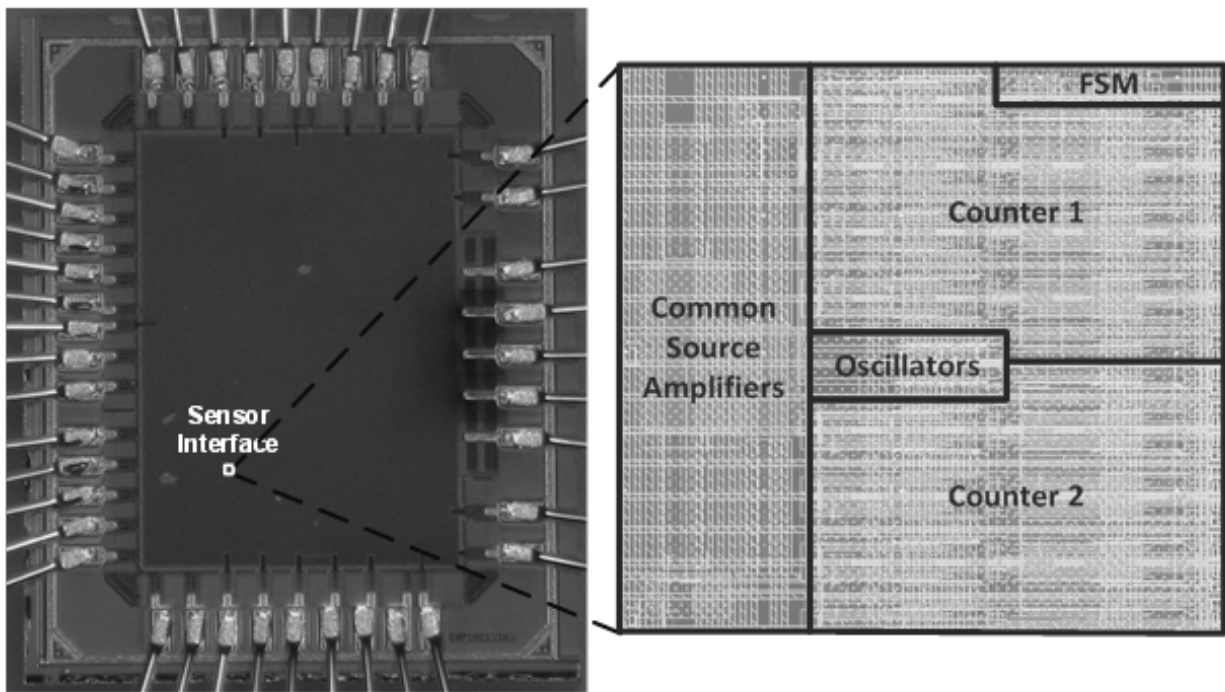 Sensor
Interface
FSM
Counter 1
Common
Source
Amplifiers
Oscillators
Counter 2